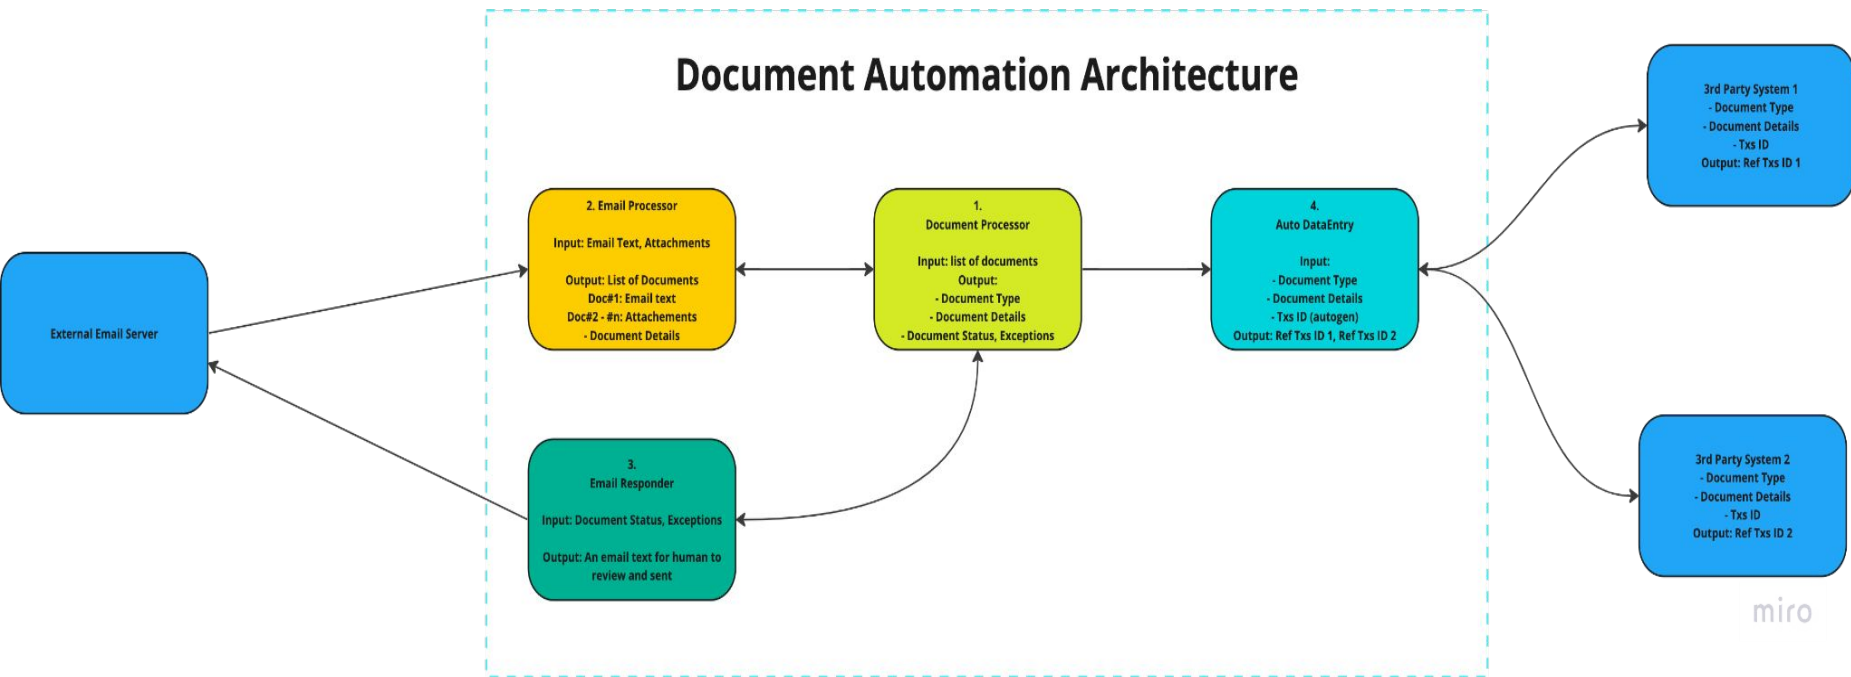 Document Automation Architecture
External Email Server
2. Email Processor
Input: Email Text, Attachments
Output: List of Documents
Doc#1: Email text
Doc#2 - #n: Attachements
- Document Details
1.
Document Processor
Input: list of documents
Output:
- Document Type
- Document Details
- Document Status, Exceptions
4.
Auto DataEntry
Input:
- Document Type
- Document Details
- Txs ID (autogen)
Output: Ref Txs ID 1, Ref Txs ID 2
3rd Party System 1
- Document Type
- Document Details
- Txs ID
Output: Ref Txs ID 1
3.
Email Responder
Input: Document Status, Exceptions
Output: An email text for human to
review and sent
3rd Party System 2
- Document Type
- Document Details
- Txs ID
Output: Ref Txs ID 2
miro